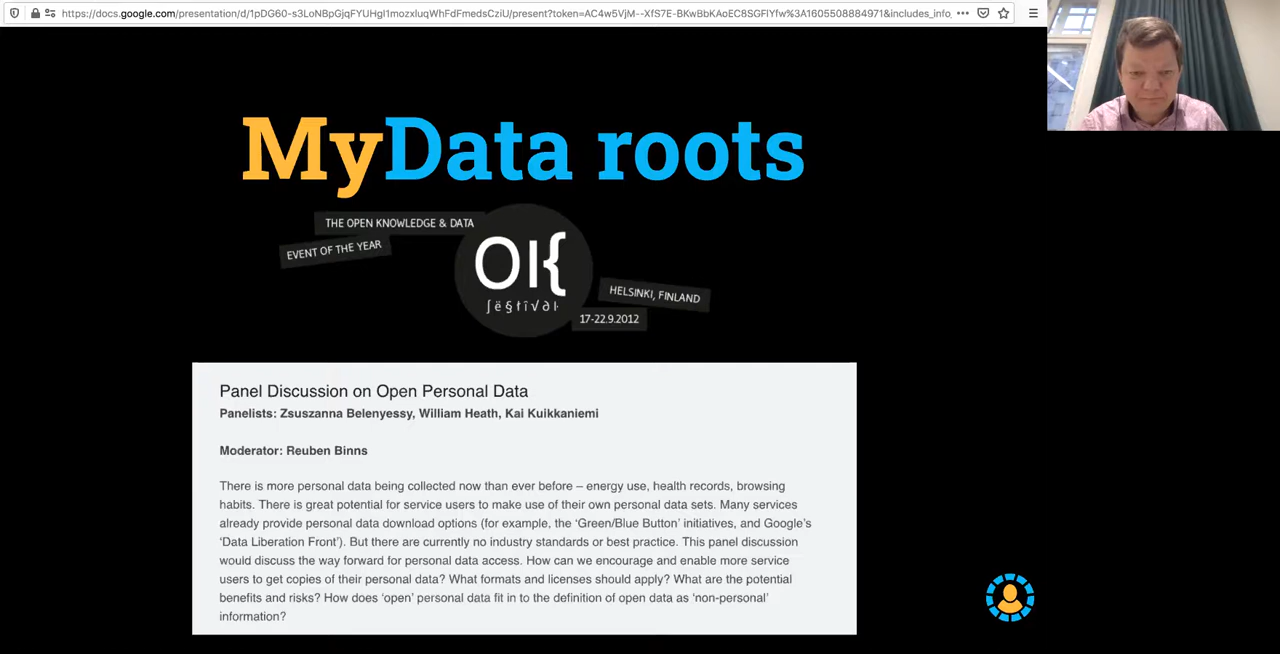 https://docs.google.com/presentation/d/1pDG60-s3LoNBpGjqFYUHgI1mozxluqWhFdFmedsCziU/present?token=AC4w5VjM--XfS7E-BKwBbKAoEC8SGFIYfw%3A1605508884971&includes_info_
MyData roots
THE OPEN KNOWLEDGE & DATA
EVENT OF THE YEAR
OK
ʃë§tîν∂ŀ
HELSINKI, FINLAND
17-22.9.2012
Panel Discussion on Open Personal Data
Panelists: Zsuszanna Belenyessy, William Heath, Kai Kuikkaniemi
Moderator: Reuben Binns
There is more personal data being collected now than ever before – energy use, health records, browsing
habits. There is great potential for service users to make use of their own personal data sets. Many services
already provide personal data download options (for example, the ‘Green/Blue Button’ initiatives, and Google’s
‘Data Liberation Front’). But there are currently no industry standards or best practice. This panel discussion
would discuss the way forward for personal data access. How can we encourage and enable more service
users to get copies of their personal data? What formats and licenses should apply? What are the potential
benefits and risks? How does ‘open’ personal data fit in to the definition of open data as ‘non-personal’
information?